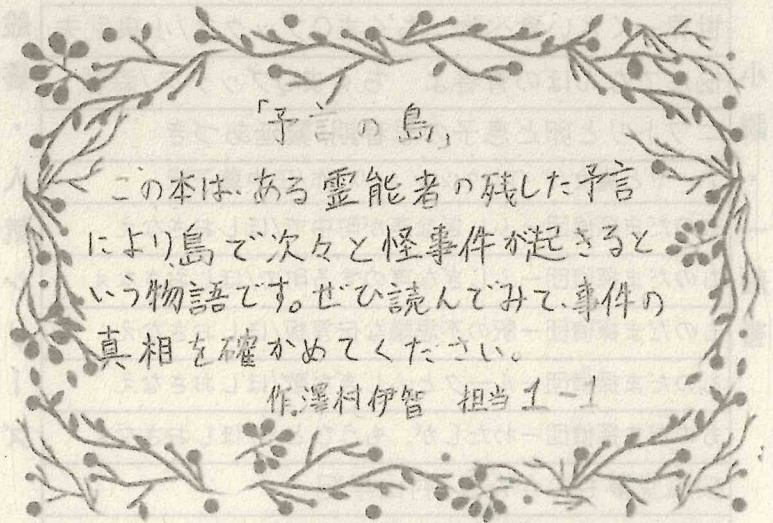 「予言の島」
この本は、ある霊能者の残した予言
により島で次々と怪事件が起きると
いう物語です。ぜひ読んでみて、事件の
真相を確かめてください。
作.澤村伊智 担当1-1